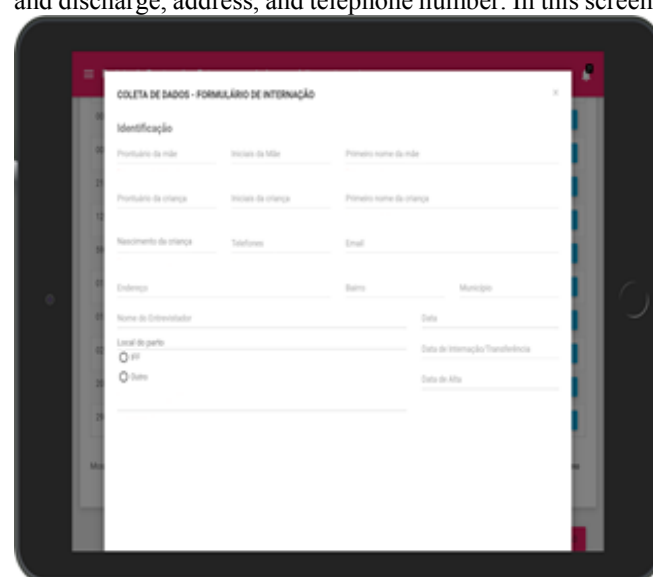 and discharge, address, and telephone number. In this screen
COLETA DE DADOS - FORMULÁRIO DE INTERNAÇÃO ×
Identificação
Prontuário da mãe Iniciais da Mãe Primeiro nome da mãe
Prontuário da criança Iniciais da criança Primeiro nome da criança
Nascimento da criança Telefones Email
Endereço Bairro Município
Nome do Entrevistador Data
Local do parto
Data de Internação/Transferência
IFF
Outro
Data de Alta